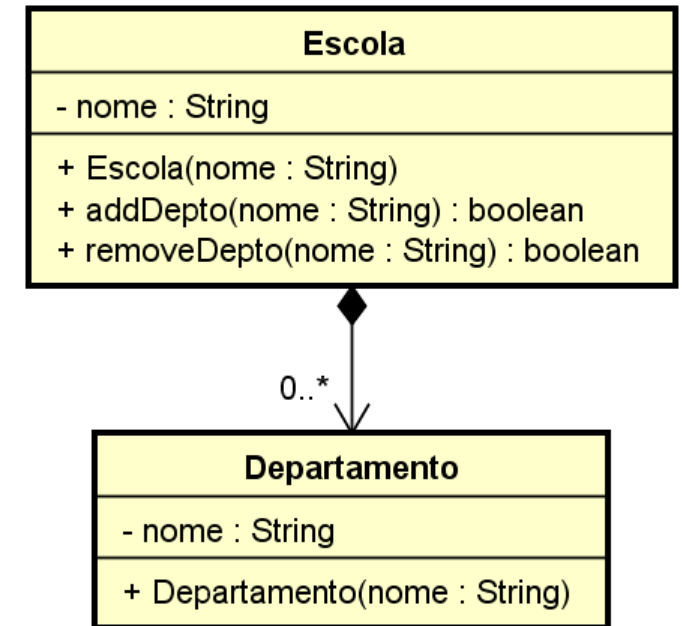 Escola
- nome : String
+ Escola(nome : String)
+ addDepto(nome : String) : boolean
+ removeDepto(nome : String) : boolean
0..*
Departamento
- nome : String
+ Departamento(nome : String)